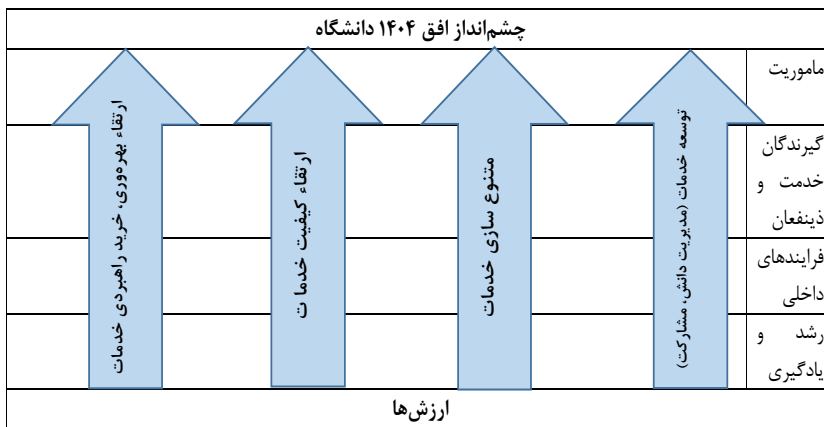 چشم‌انداز افق ۱۴۰۴ دانشگاه
ماموریت
گیرندگان
خدمت و
ذینفعان
فرایندهای
داخلی
رشد و
یادگیری
توسعه خدمات (مدیریت دانش، مشارکت)
متنوع سازی خدمات
ارتقاء کیفیت خدما ت
ارتقاء بهره‌وری، خرید راهبردی خدمات
ارزش‌ها